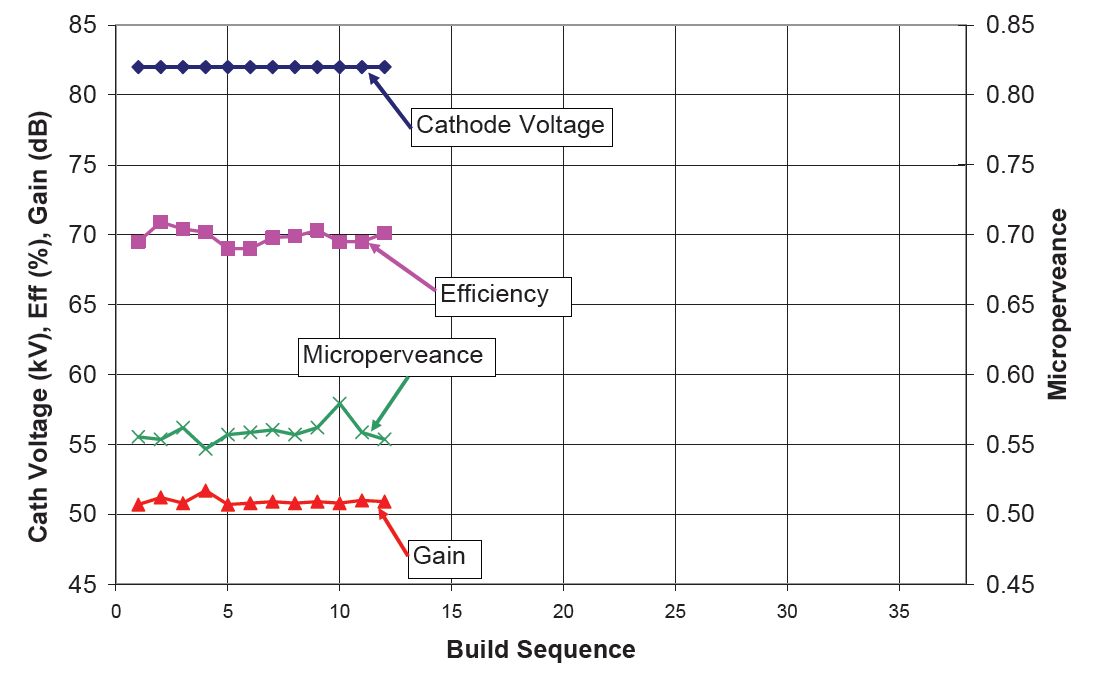 Cath Voltage (kV), Eff (%), Gain (dB)
85
80
75
70
65
60
55
50
45
Cathode Voltage
Efficiency
Microperveance
Gain
0.85
0.80
0.75
0.70
0.65
0.60
0.55
0.50
0.45
Microperveance
0 5 10 15 20 25 30 35
Build Sequence